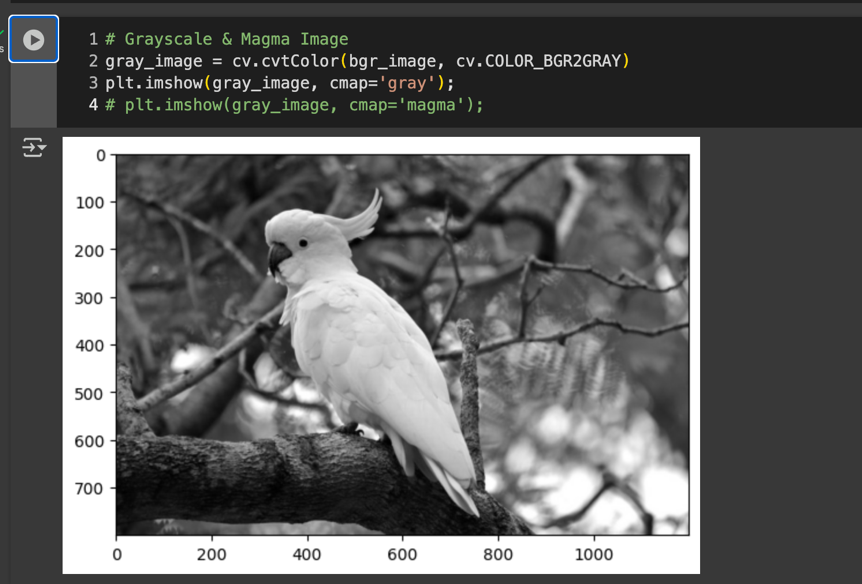 s
1 # Grayscale & Magma Image
2 gray_image = cv.cvtColor(bgr_image, cv.COLOR_BGR2GRAY)
3 plt.imshow(gray_image, cmap='gray');
4 # plt.imshow(gray_image, cmap='magma');
0
100
200
300
400
500
600
700
0 200 400 600 800 1000